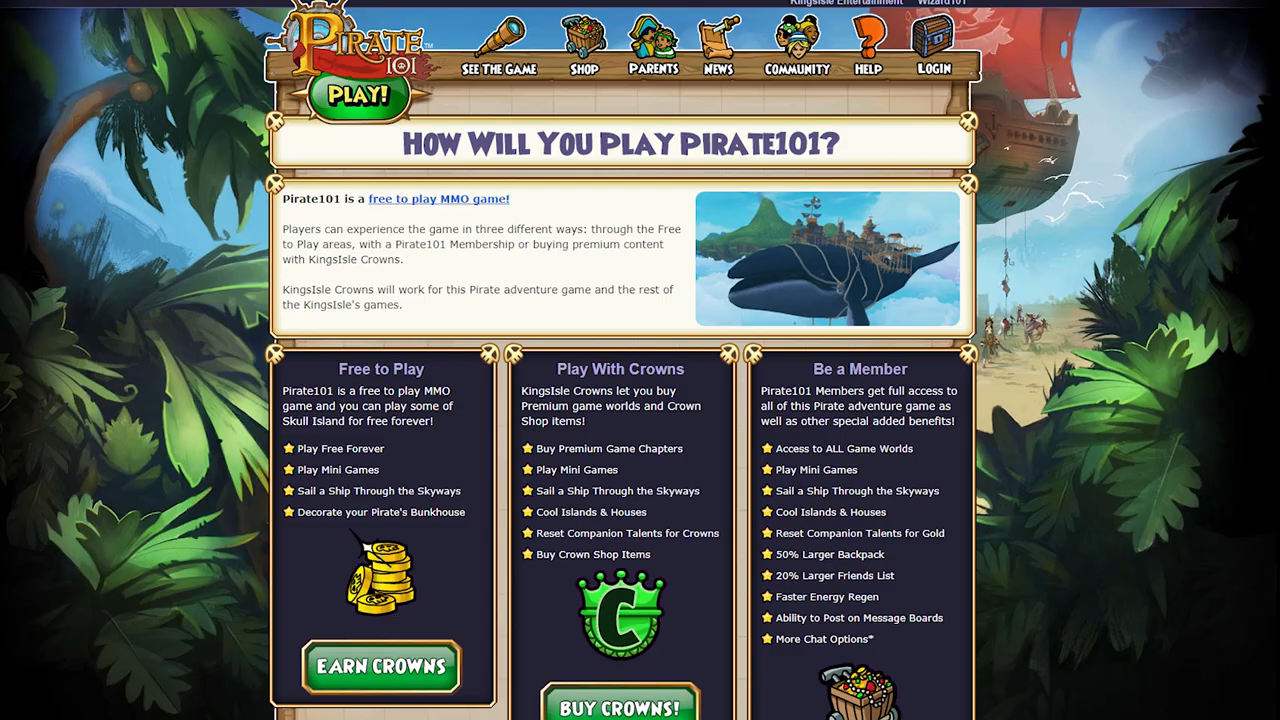 KingsIsle Entertainment Wizard101
PIRATE 101 TM
SEE THE GAME SHOP PARENTS NEWS COMMUNITY HELP LOGIN
PLAY!
HOW WILL YOU PLAY PIRATE101?
Pirate101 is a free to play MMO game!
Players can experience the game in three different ways: through the Free
to Play areas, with a Pirate101 Membership or buying premium content
with KingsIsle Crowns.
KingsIsle Crowns will work for this Pirate adventure game and the rest of
the KingsIsle's games.
Free to Play
Pirate101 is a free to play MMO
game and you can play some of
Skull Island for free forever!
Play Free Forever
Play Mini Games
Sail a Ship Through the Skyways
Decorate your Pirate's Bunkhouse
EARN CROWNS
Play With Crowns
KingsIsle Crowns let you buy
Premium game worlds and Crown
Shop items!
Buy Premium Game Chapters
Play Mini Games
Sail a Ship Through the Skyways
Cool Islands & Houses
Reset Companion Talents for Crowns
Buy Crown Shop Items
C
BUY CROWNS!
Be a Member
Pirate101 Members get full access to
all of this Pirate adventure game as
well as other special added benefits!
Access to ALL Game Worlds
Play Mini Games
Sail a Ship Through the Skyways
Cool Islands & Houses
Reset Companion Talents for Gold
50% Larger Backpack
20% Larger Friends List
Faster Energy Regen
Ability to Post on Message Boards
More Chat Options*